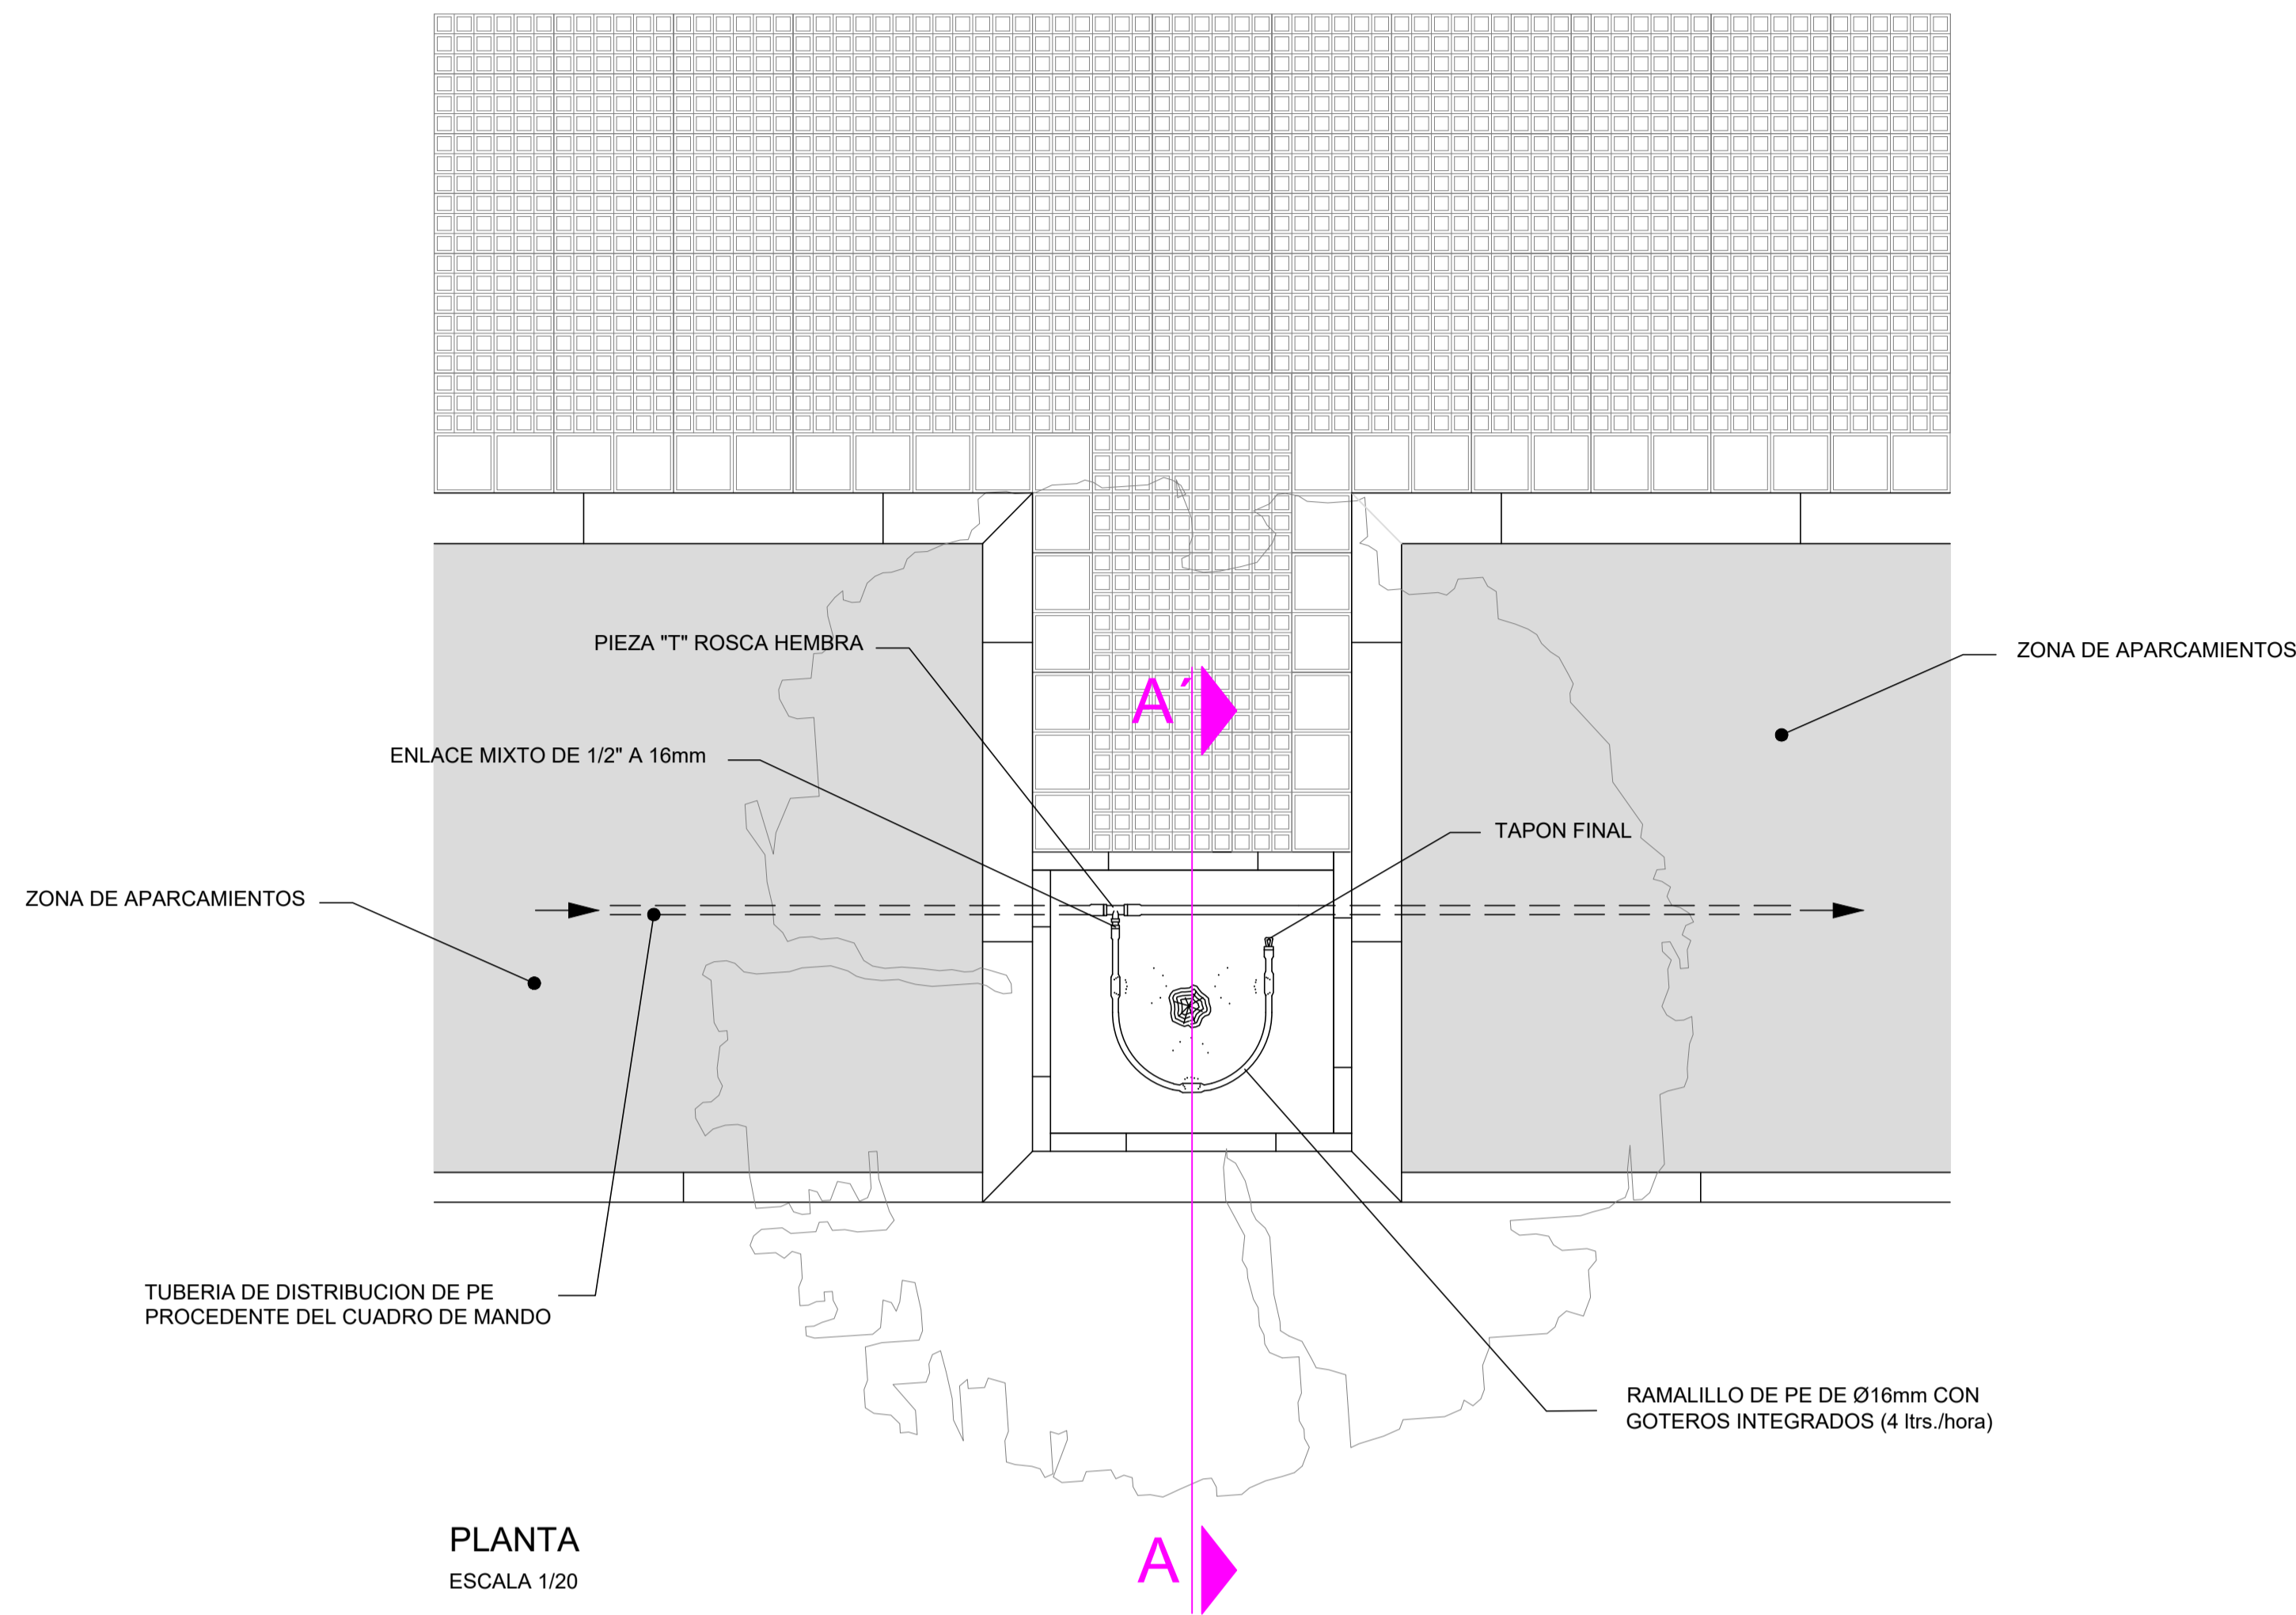 PIEZA "T" ROSCA HEMBRA
ZONA DE APARCAMIENTOS
A´
ENLACE MIXTO DE 1/2" A 16mm
TAPON FINAL
ZONA DE APARCAMIENTOS
TUBERIA DE DISTRIBUCION DE PE
PROCEDENTE DEL CUADRO DE MANDO
RAMALILLO DE PE DE Ø16mm CON
GOTEROS INTEGRADOS (4 ltrs./hora)
PLANTA
ESCALA 1/20
A